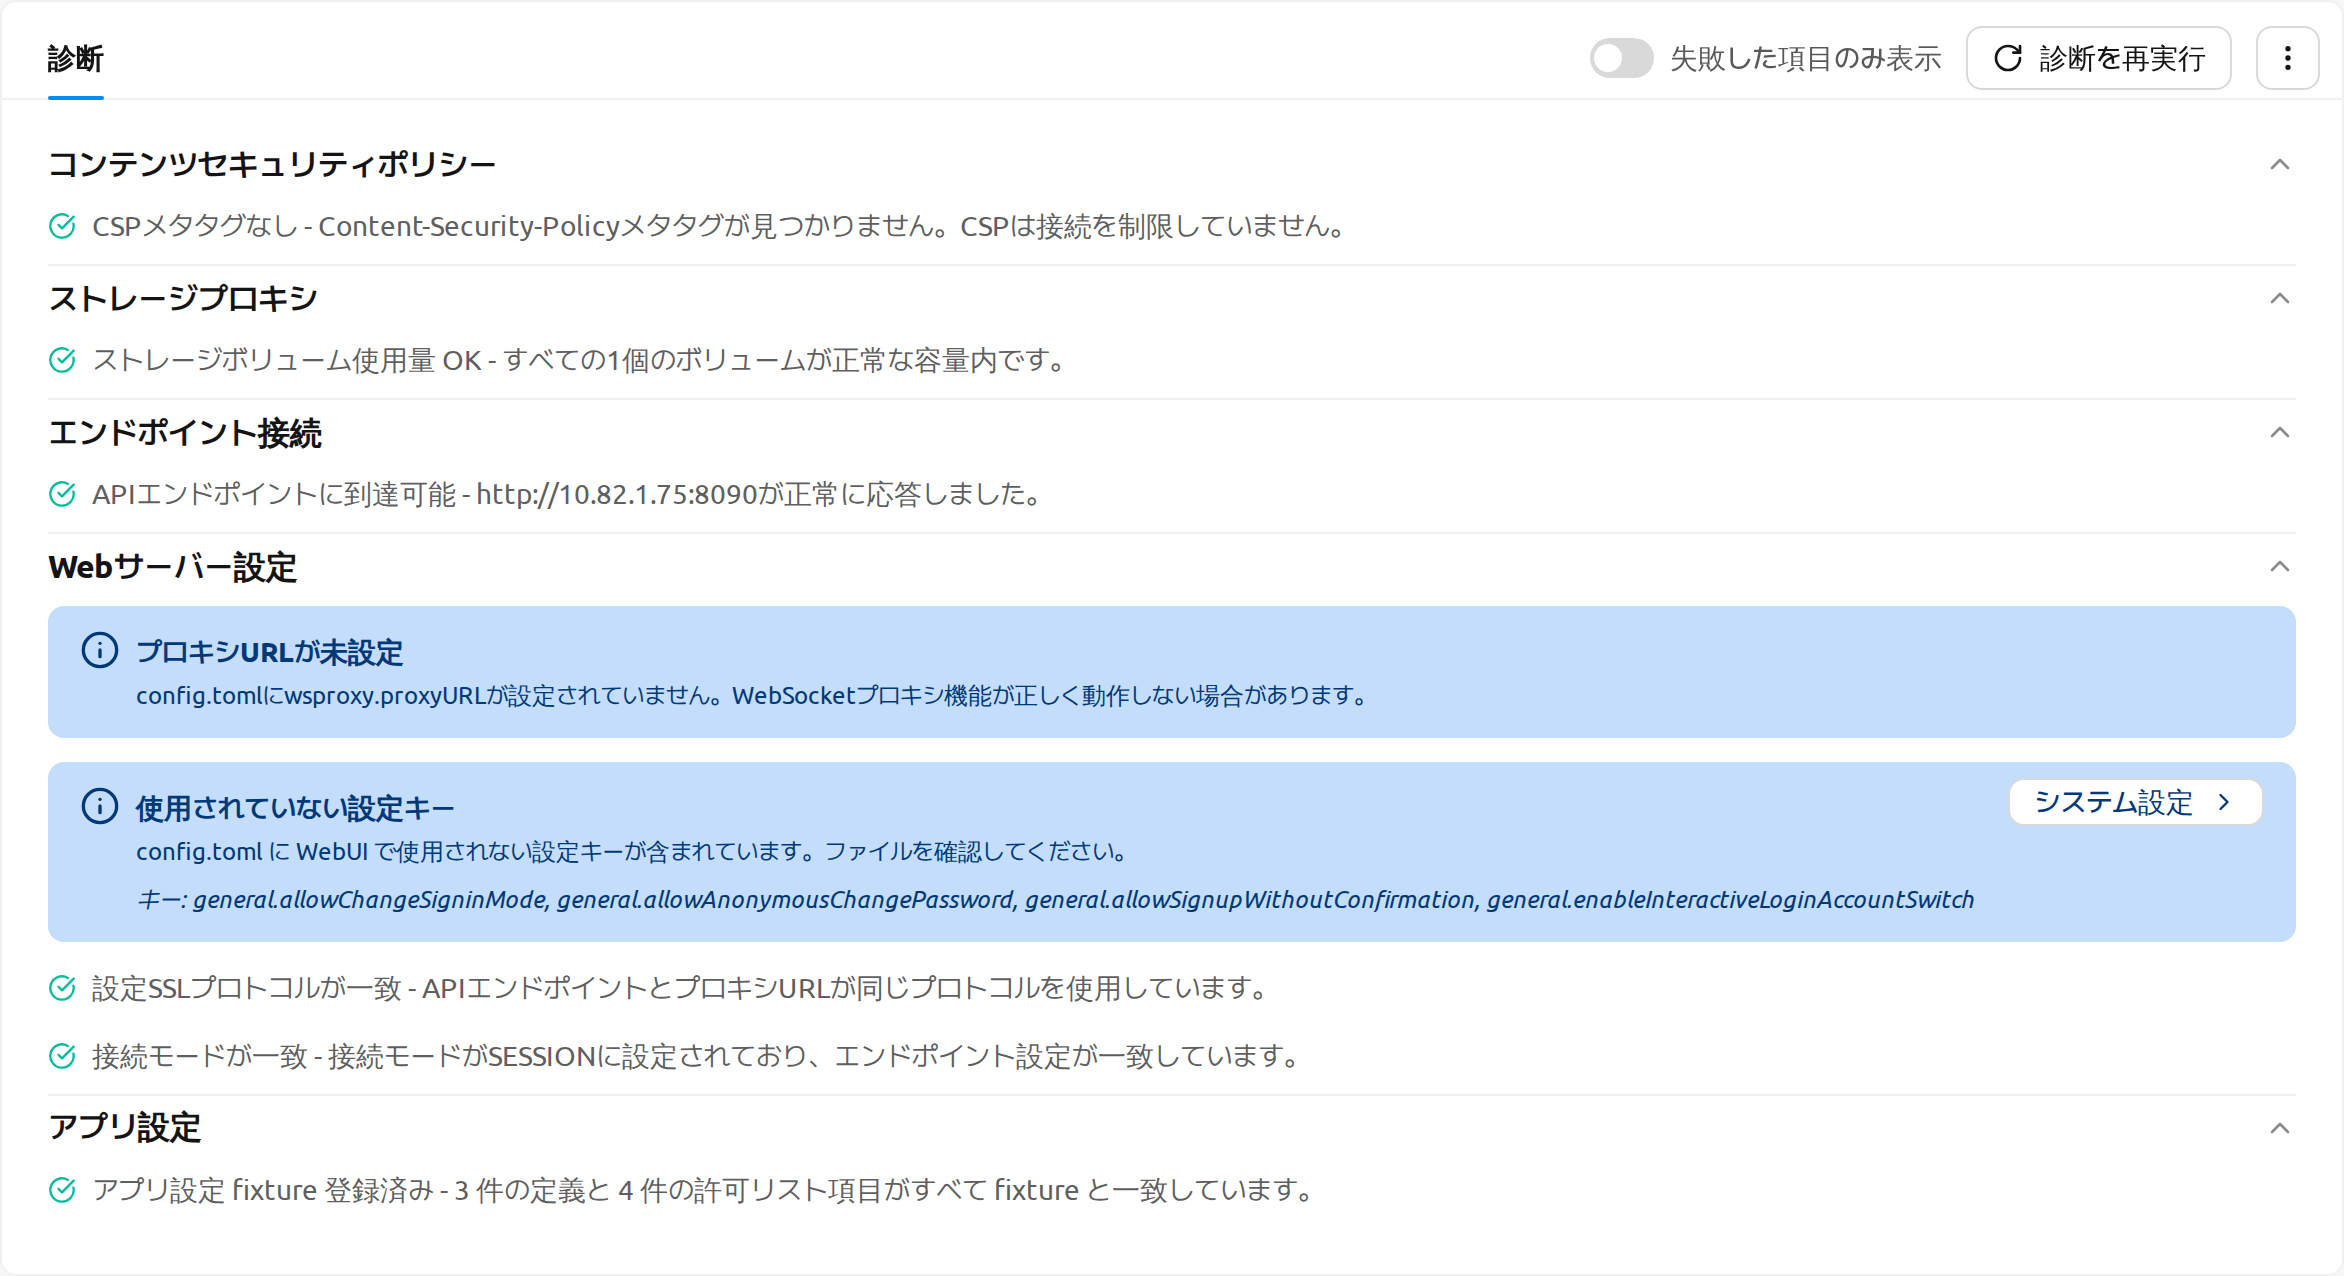 診断
失敗した項目のみ表示
診断を再実行
コンテンツセキュリティポリシー
CSPメタタグなし - Content-Security-Policyメタタグが見つかりません。CSPは接続を制限していません。
ストレージプロキシ
ストレージボリューム使用量 OK - すべての1個のボリュームが正常な容量内です。
エンドポイント接続
APIエンドポイントに到達可能 - http://10.82.1.75:8090が正常に応答しました。
Webサーバー設定
プロキシURLが未設定
config.tomlにwsproxy.proxyURLが設定されていません。WebSocketプロキシ機能が正しく動作しない場合があります。
使用されていない設定キー
システム設定
config.toml に WebUI で使用されない設定キーが含まれています。ファイルを確認してください。
キー: general.allowChangeSigninMode, general.allowAnonymousChangePassword, general.allowSignupWithoutConfirmation, general.enableInteractiveLoginAccountSwitch
設定SSLプロトコルが一致 - APIエンドポイントとプロキシURLが同じプロトコルを使用しています。
接続モードが一致 - 接続モードがSESSIONに設定されており、エンドポイント設定が一致しています。
アプリ設定
アプリ設定 fixture 登録済み - 3 件の定義と 4 件の許可リスト項目がすべて fixture と一致しています。